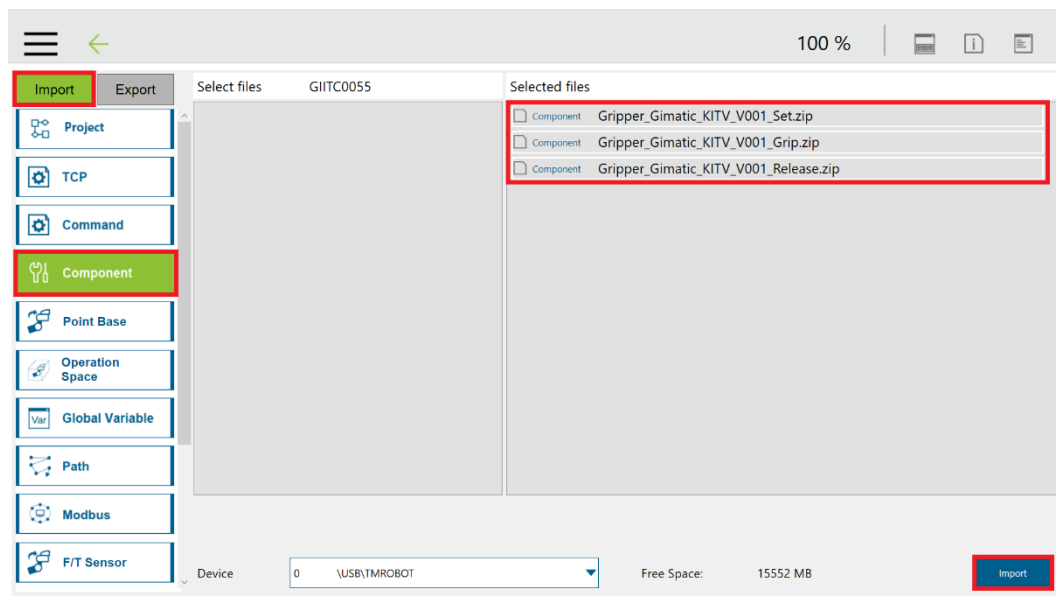 100 %
Import Export
Select files GIITC0055
Selected files
Project
TCP
Command
Component
Point Base
Operation
Space
Var Global Variable
Path
Modbus
F/T Sensor
Component Gripper_Gimatic_KITV_V001_Set.zip
Component Gripper_Gimatic_KITV_V001_Grip.zip
Component Gripper_Gimatic_KITV_V001_Release.zip
Device 0 \USB\TMROBOT Free Space: 15552 MB Import